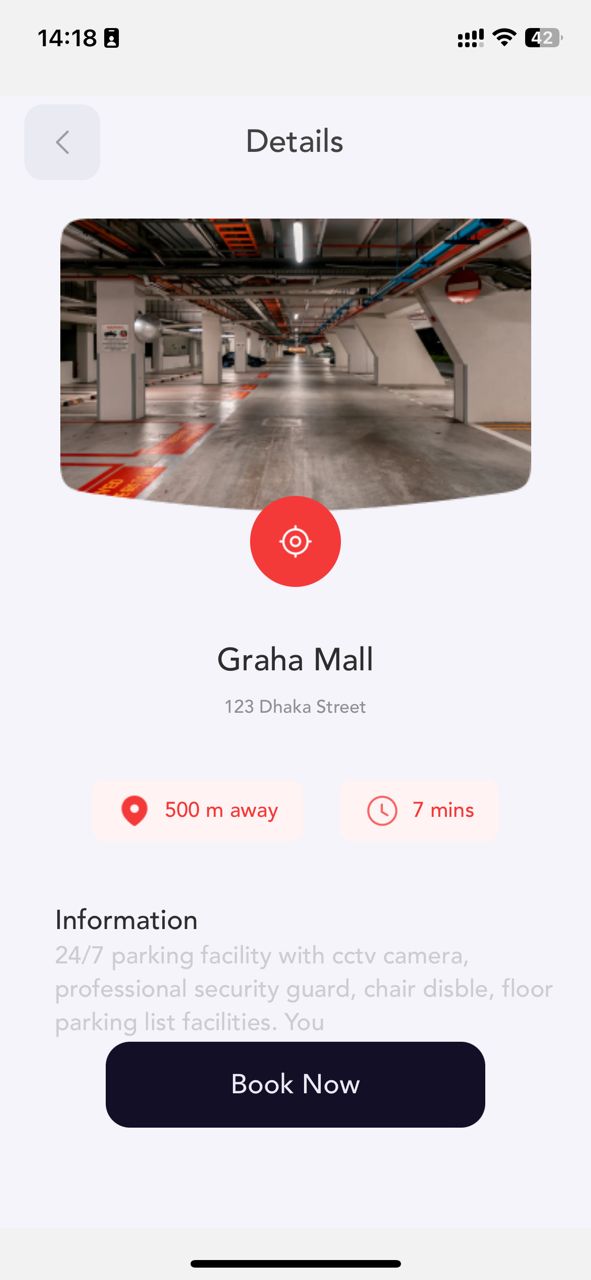 14:18
42
Details
Graha Mall
123 Dhaka Street
500 m away
7 mins
Information
24/7 parking facility with cctv camera,
professional security guard, chair disble, floor
parking list facilities. You
Book Now